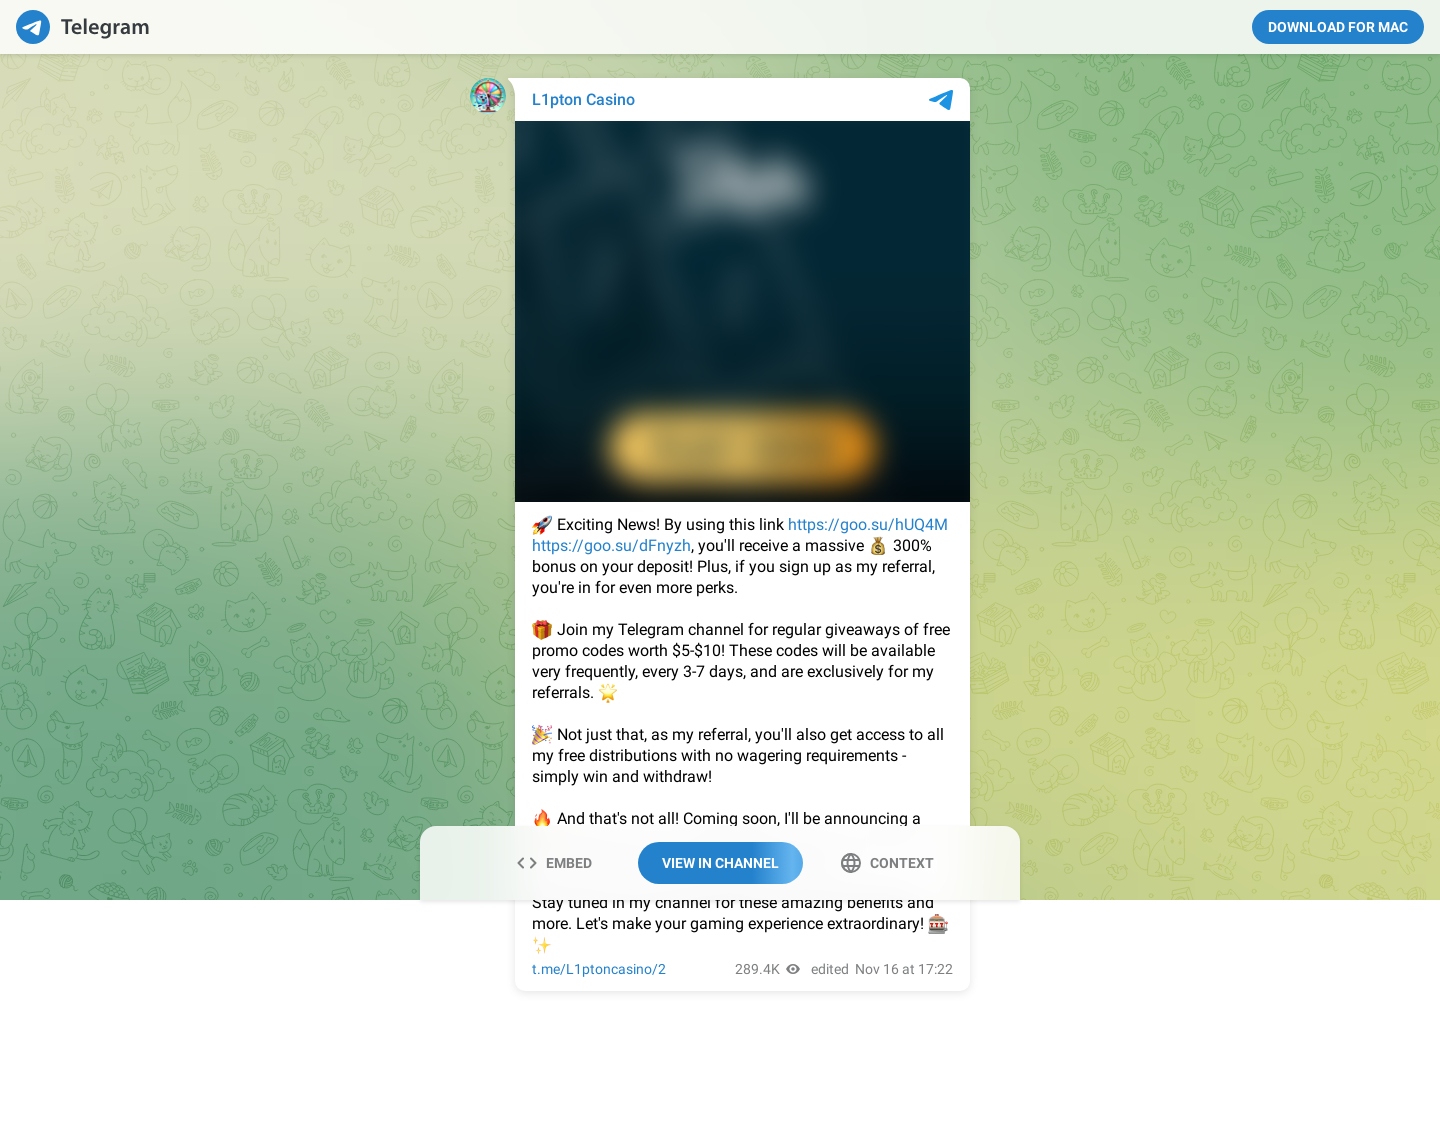 Telegram
DOWNLOAD FOR MAC
L1pton Casino
🚀 Exciting News! By using this link https://goo.su/hUQ4M
https://goo.su/dFnyzh, you'll receive a massive 💰 300%
bonus on your deposit! Plus, if you sign up as my referral,
you're in for even more perks.
🎁 Join my Telegram channel for regular giveaways of free
promo codes worth $5-$10! These codes will be available
very frequently, every 3-7 days, and are exclusively for my
referrals. 🌟
🎉 Not just that, as my referral, you'll also get access to all
my free distributions with no wagering requirements -
simply win and withdraw!
🔥 And that's not all! Coming soon, I'll be announcing a
EMBED
VIEW IN CHANNEL
CONTEXT
Stay tuned in my channel for these amazing benefits and
more. Let's make your gaming experience extraordinary! 🎰
✨
t.me/L1ptoncasino/2
289.4K edited Nov 16 at 17:22